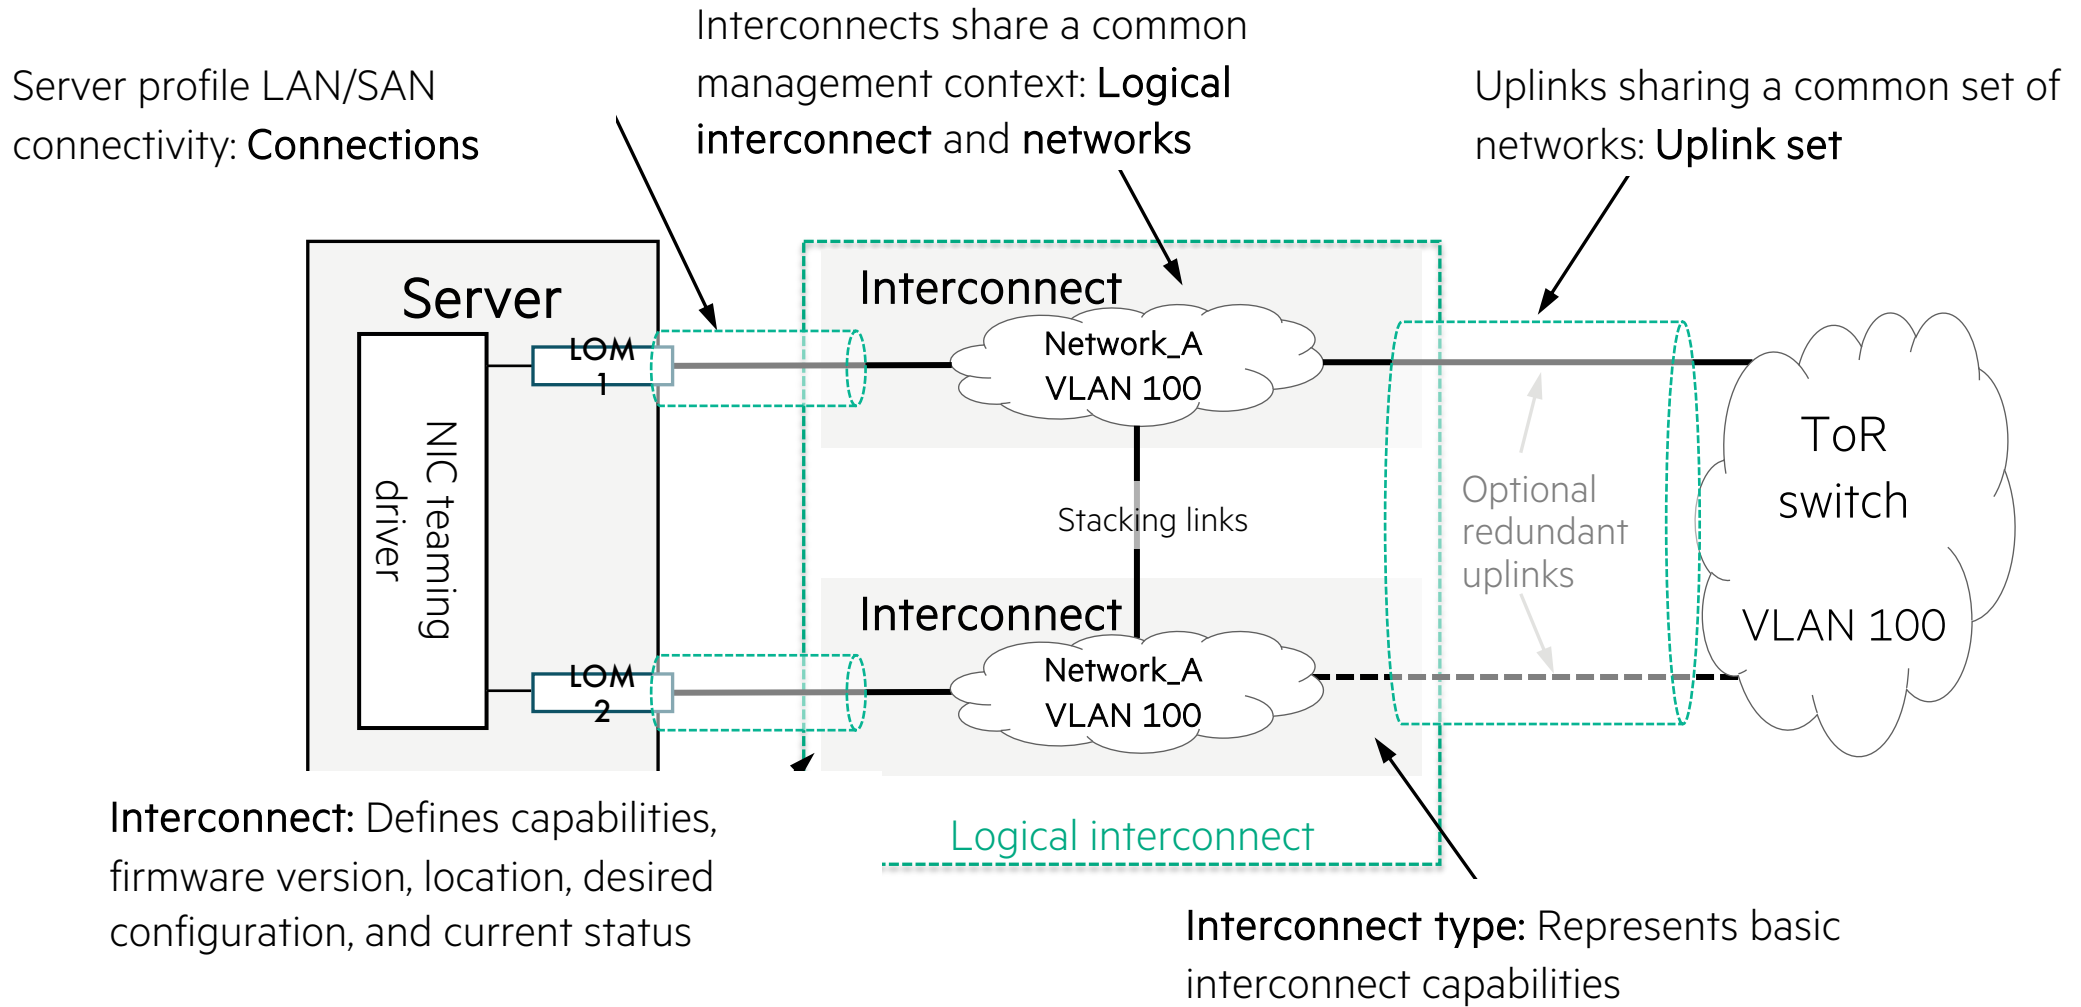 Interconnects share a common
management context: Logical
interconnect and networks
Server profile LAN/SAN
connectivity: Connections
Uplinks sharing a common set of
networks: Uplink set
Server
NIC teaming
driver
LOM
1
LOM
2
Interconnect
Network_A
VLAN 100
Stacking links
Interconnect
Network_A
VLAN 100
Optional
redundant
uplinks
ToR
switch
VLAN 100
Logical interconnect
Interconnect: Defines capabilities,
firmware version, location, desired
configuration, and current status
Interconnect type: Represents basic
interconnect capabilities